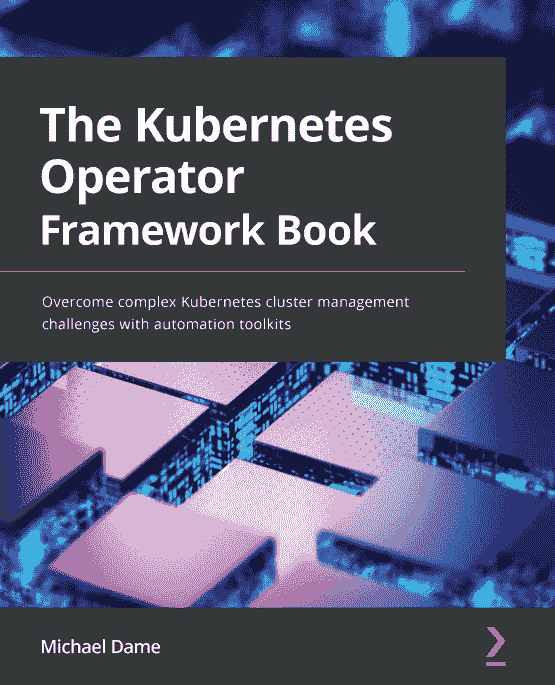 The Kubernetes
Operator
Framework Book
Overcome complex Kubernetes cluster management
challenges with automation toolkits
Michael Dame